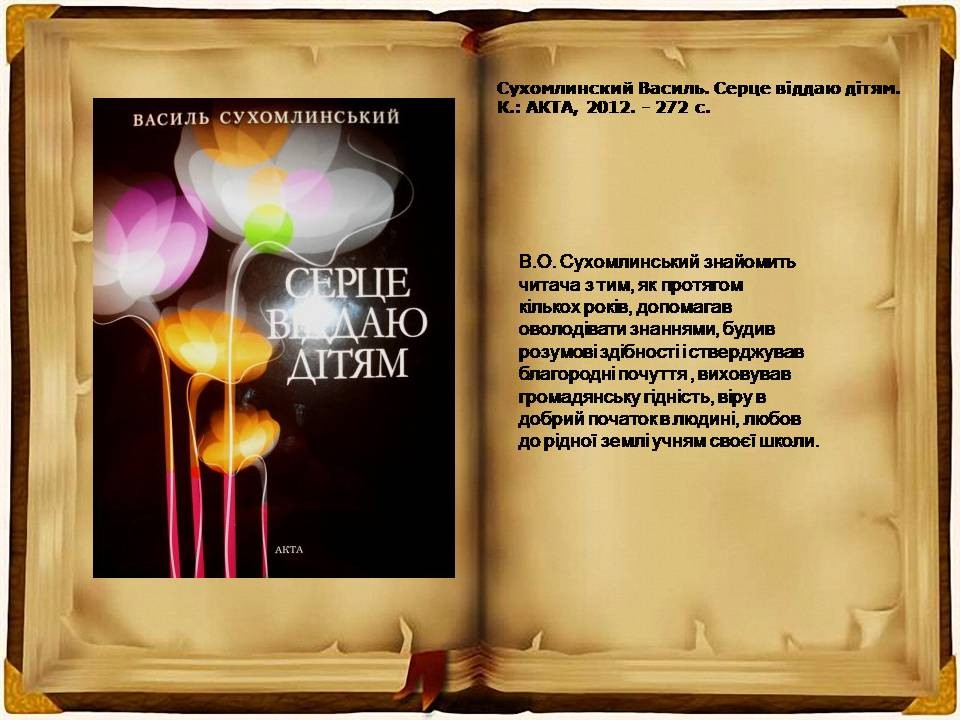 ВАСИЛЬ СУХОМЛИНСЬКИЙ
СЕРЦЕ
ВІДДАЮ
ДІТЯМ
АКТА
Сухомлинский Василь. Серце віддаю дітям.
К.: АКТА, 2012. – 272 с.
В.О. Сухомлинський знайомить
читача з тим, як протягом
кількох років, допомагав
оволодівати знаннями, будив
розумові здібності і стверджував
благородні почуття , виховував
громадянську гідність, віру в
добрий початок в людині, любов
до рідної землі учням своєї школи.